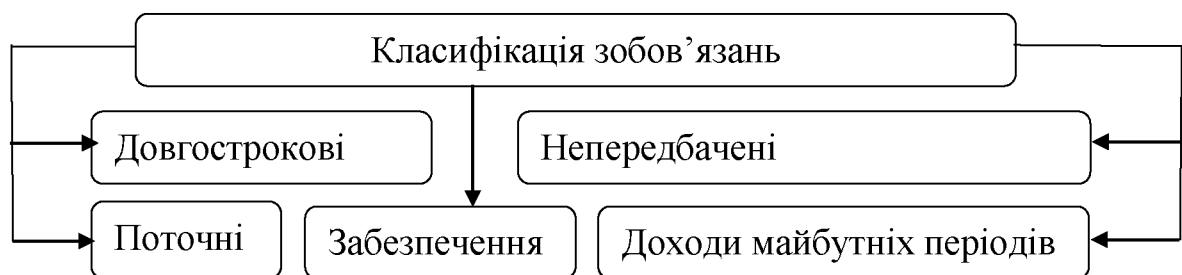 Класифікація зобов’язань
Довгострокові
Непередбачені
Поточні
Забезпечення
Доходи майбутніх періодів